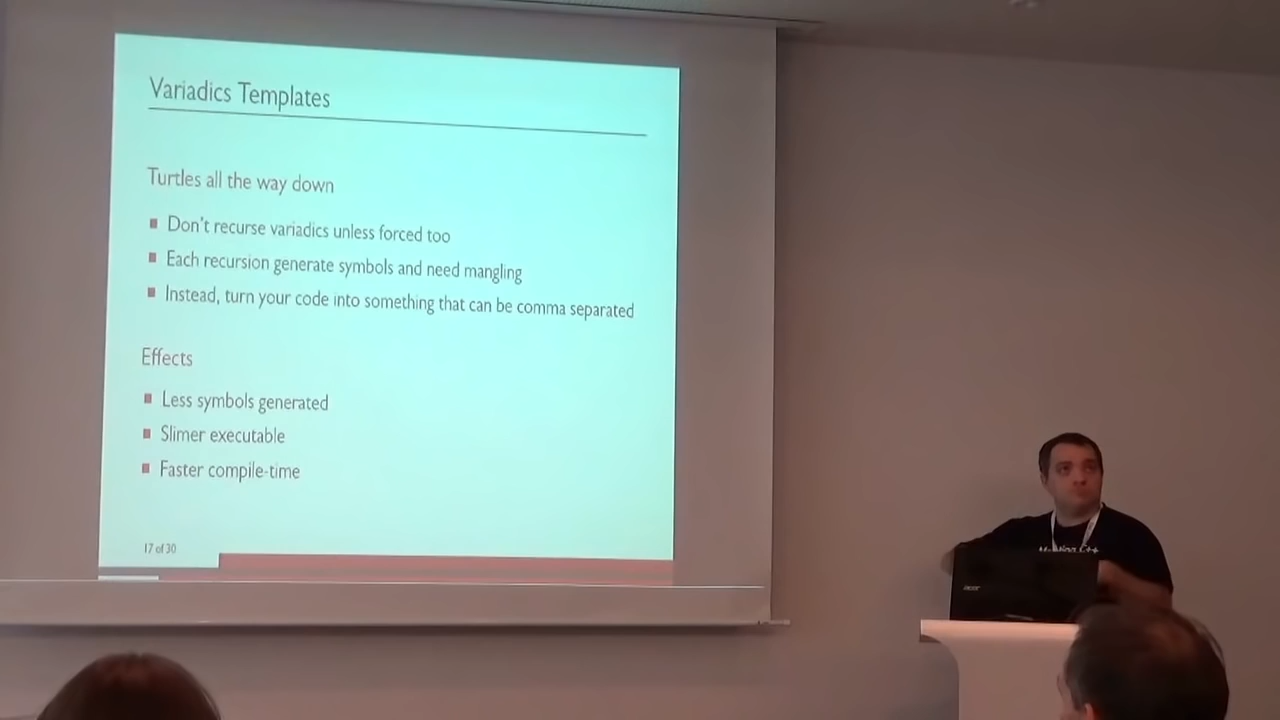 Variadics Templates
Turtles all the way down
Don't recurse variadics unless forced too
Each recursion generate symbols and need mangling
Instead, turn your code into something that can be comma separated
Effects
Less symbols generated
Slimer executable
Faster compile-time
17 of 30
Meeting C++
acer